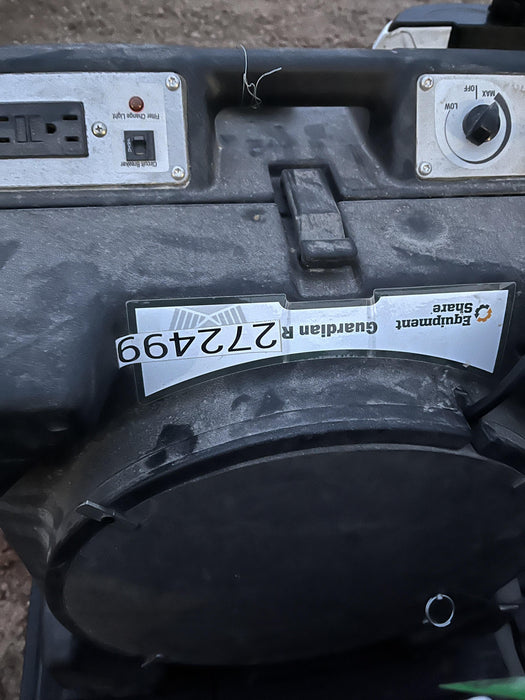 Equipment
Share
Guardian R
272499
LOW
MAX
OFF
Circuit Breaker
Filter Change Light